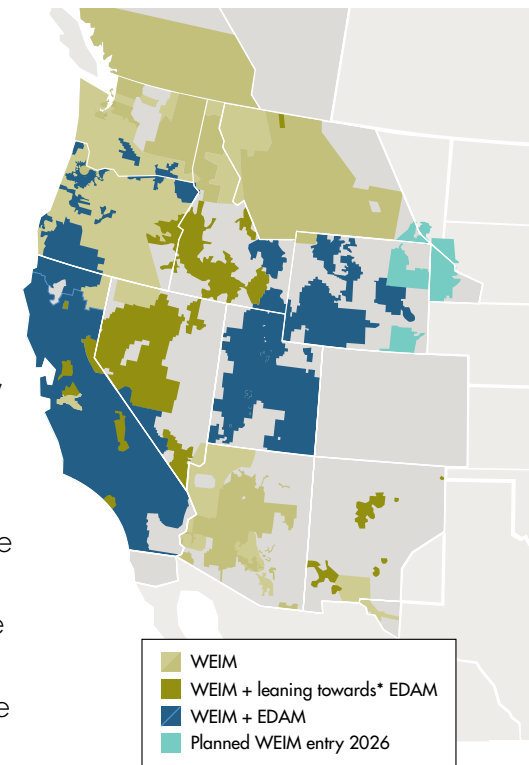 WEIM
WEIM + leaning towards* EDAM
WEIM + EDAM
Planned WEIM entry 2026